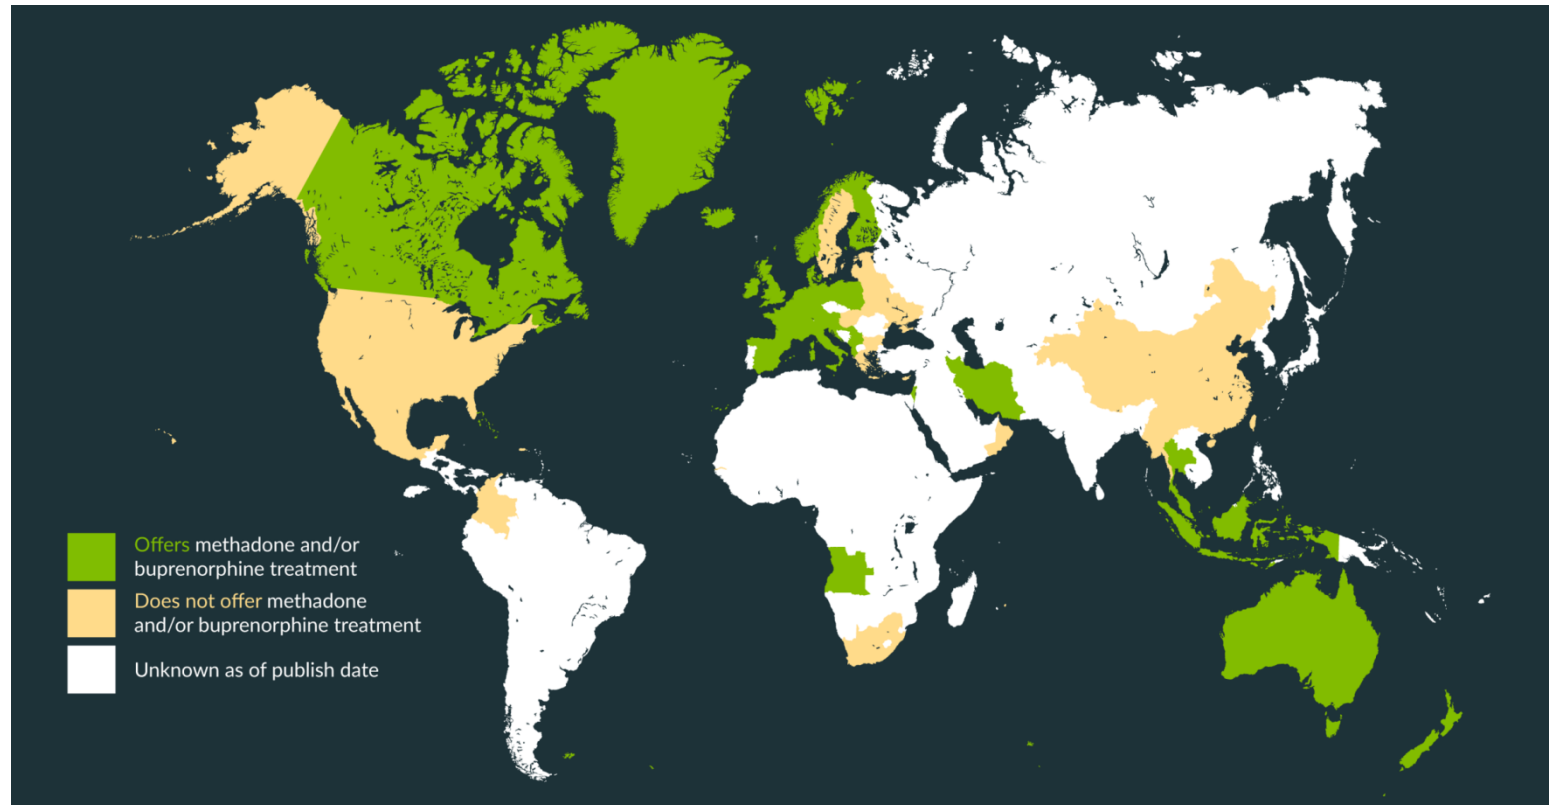 Offers methadone and/or
buprenorphine treatment
Does not offer methadone
and/or buprenorphine treatment
Unknown as of publish date